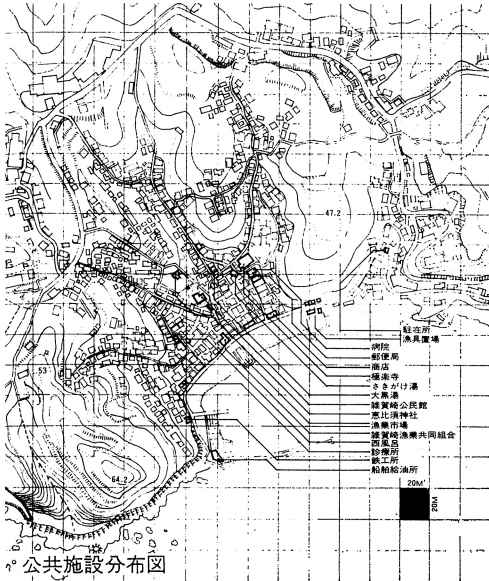 47.2
駐在所
漁具置場
病院
郵便局
商店
極楽寺
さきがけ湯
大黒湯
雑賀崎公民館
恵比須神社
漁業市場
雑賀崎漁業共同組合
西風呂
診療所
鉄工所
船舶給油所
53
64.2
20M'
20M
公共施設分布図